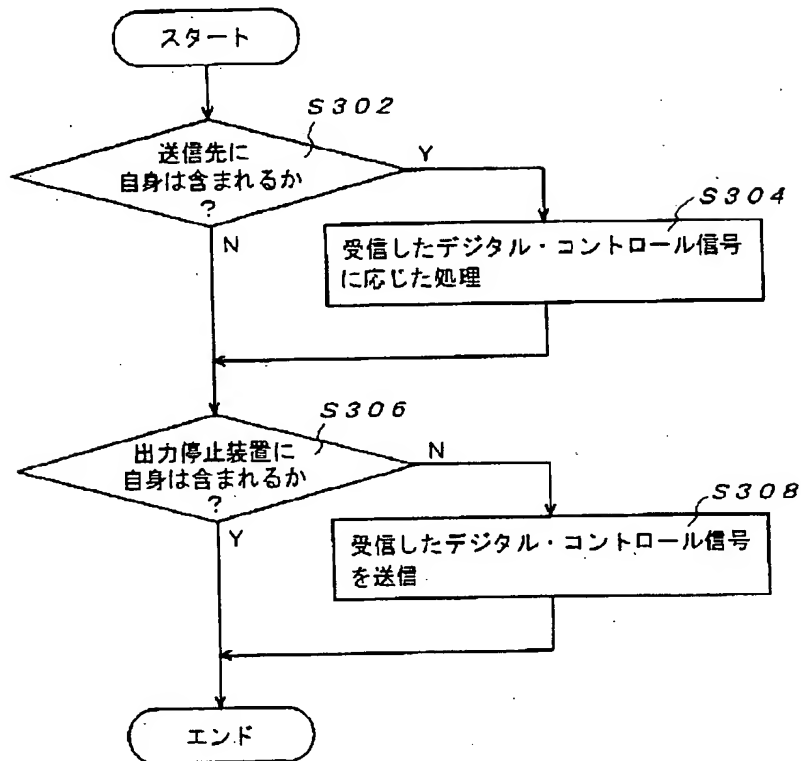 スタート
S302
送信先に
自身は含まれるか
?
Y
N
S304
受信したデジタル・コントロール信号
に応じた処理
S306
出力停止装置に
自身は含まれるか
?
N
Y
S308
受信したデジタル・コントロール信号
を送信
エンド